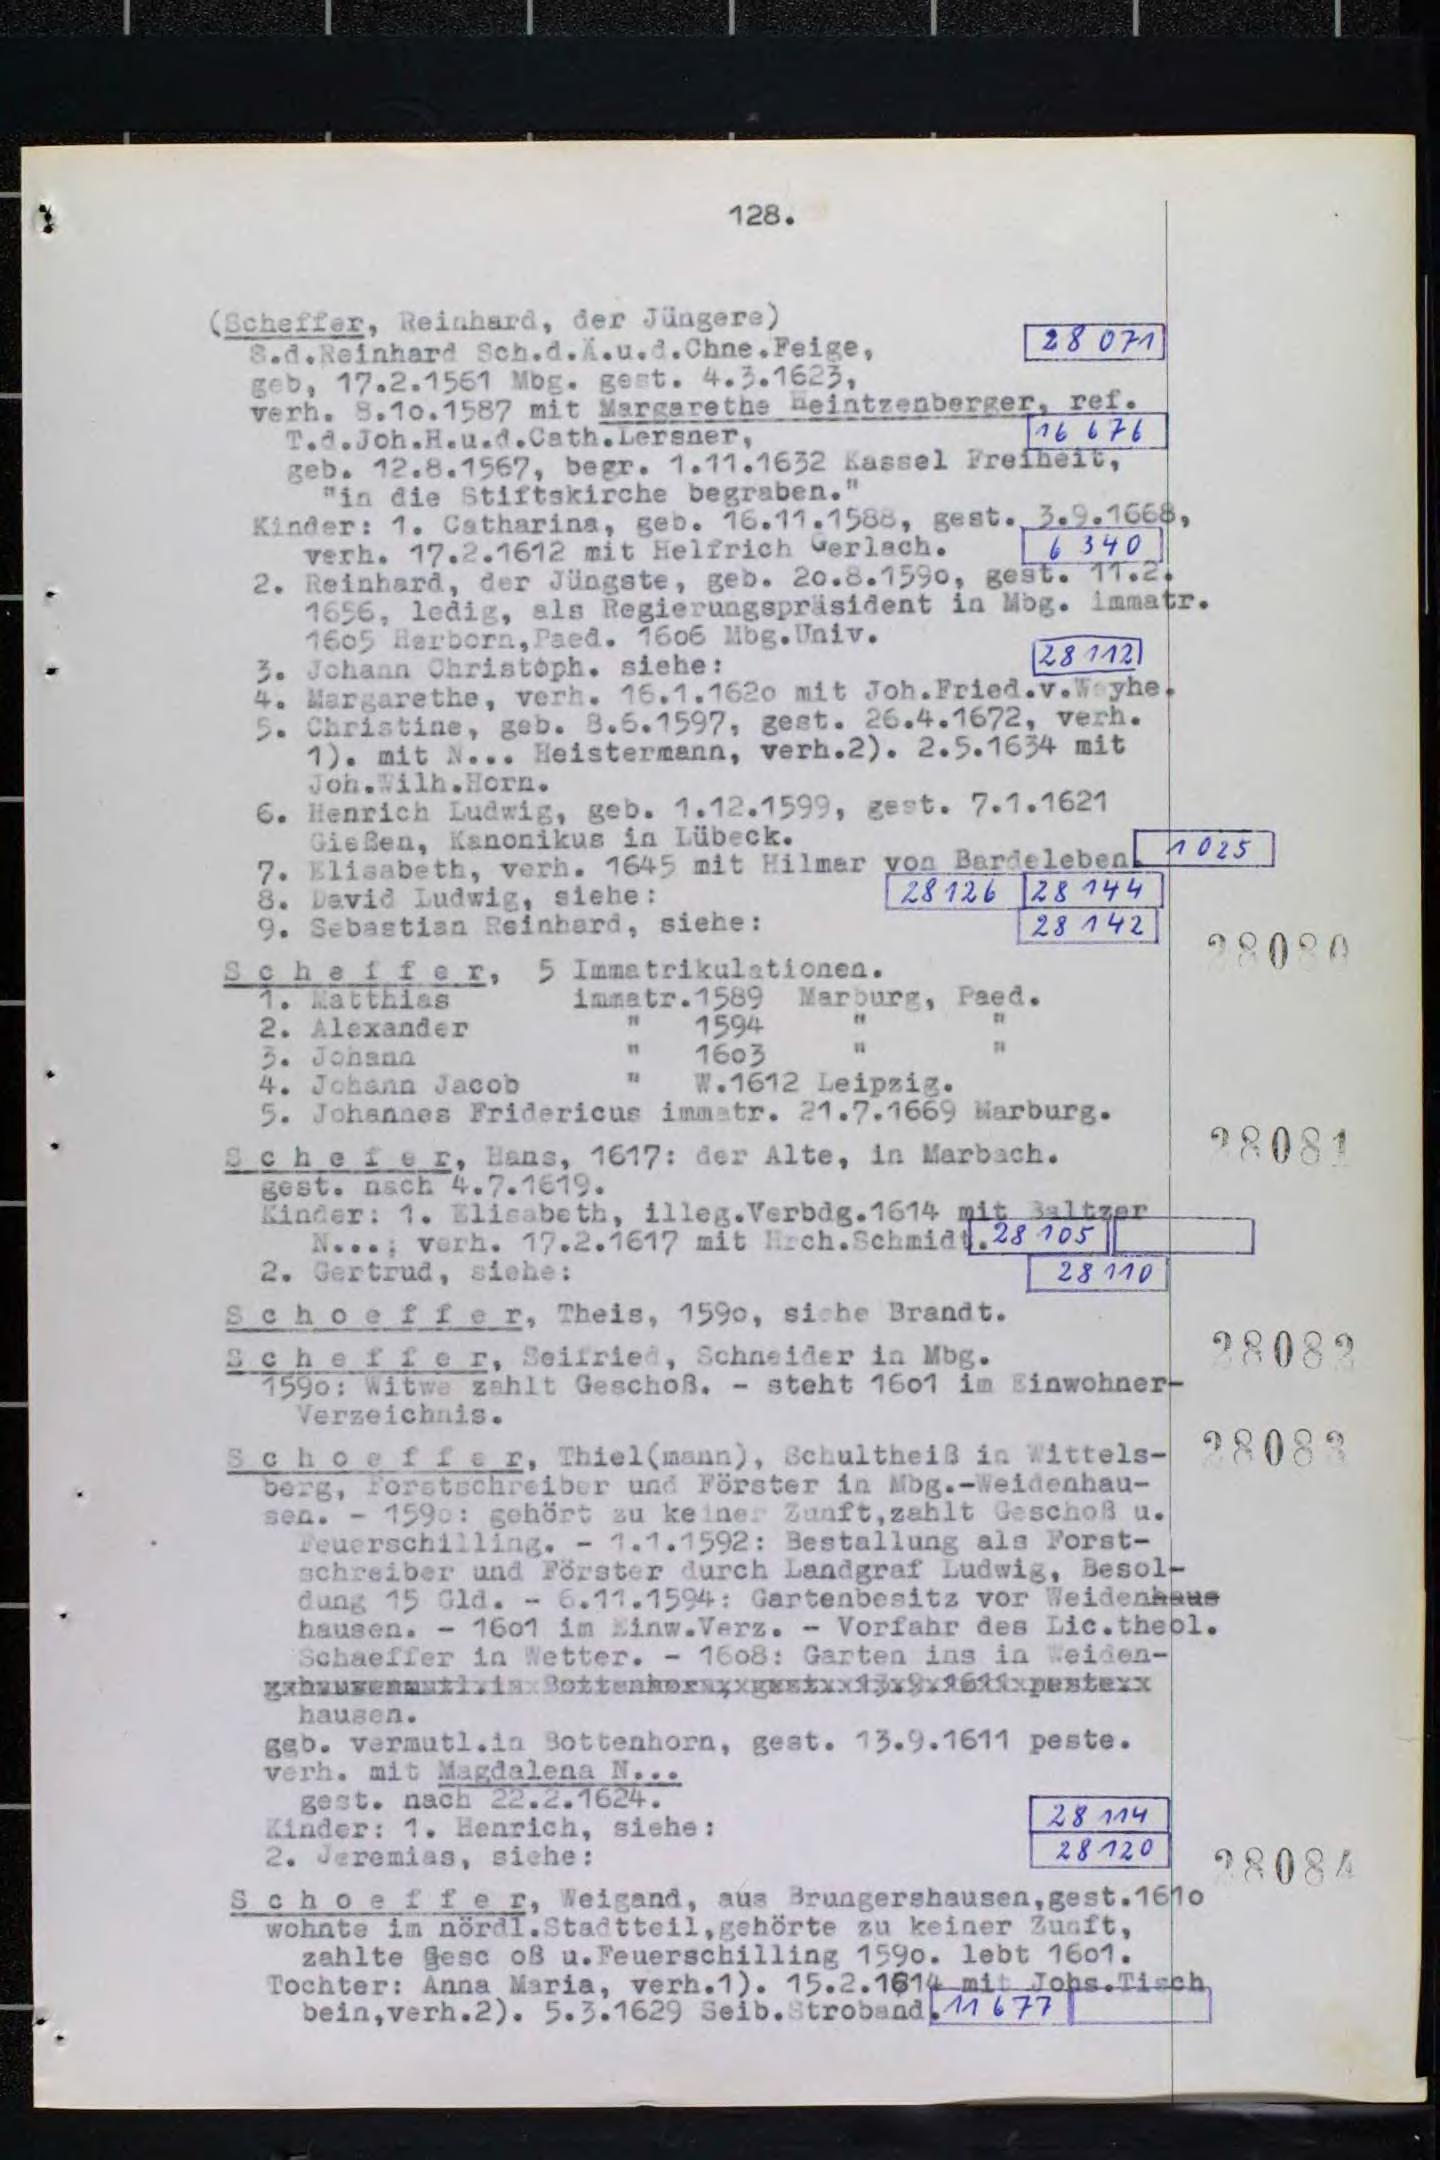 128.
(Scheffer, Reinhard, der Jüngere)
S.d.Reinhard Sch.d.Ä.u.d.Chne.Feige, 28 071
geb, 17.2.1561 Mbg. gest. 4.3.1623,
verh. 8.10.1587 mit Margarethe Heintzenberger, ref.
T.d.Joh.H.u.d.Cath.Lersner, 16 676
geb. 12.8.1567, begr. 1.11.1632 Kassel Freiheit,
"in die Stiftskirche begraben."
Kinder: 1. Catharina, geb. 16.11.1588, gest. 3.9.1668,
verh. 17.2.1612 mit Helfrich Gerlach. 6 340
2. Reinhard, der Jüngste, geb. 20.8.1590, gest. 11.2.
1656, ledig, als Regierungspräsident in Mbg. immatr.
1605 Herborn,Paed. 1606 Mbg.Univ.
3. Johann Christoph. siehe: 28 112
4. Margarethe, verh. 16.1.1620 mit Joh.Fried.v.Weyhe.
5. Christine, geb. 8.6.1597, gest. 26.4.1672, verh.
1). mit N... Heistermann, verh.2). 2.5.1634 mit
Joh.Wilh.Horn.
6. Henrich Ludwig, geb. 1.12.1599, gest. 7.1.1621
Gießen, Kanonikus in Lübeck.
7. Elisabeth, verh. 1645 mit Hilmar von Bardeleben. 1 025
8. David Ludwig, siehe: 28 126 28 144
9. Sebastian Reinhard, siehe: 28 142
28080
S c h e f f e r, 5 Immatrikulationen.
1. Matthias immatr.1589 Marburg, Paed.
2. Alexander " 1594 " "
3. Johann " 1603 " "
4. Johann Jacob " W.1612 Leipzig.
5. Johannes Fridericus immatr. 21.7.1669 Marburg.
28081
S c h e f e r, Hans, 1617: der Alte, in Marbach.
gest. nach 4.7.1619.
Kinder: 1. Elisabeth, illeg.Verbdg.1614 mit Baltzer
N...; verh. 17.2.1617 mit Hrch.Schmidt. 28 105
2. Gertrud, siehe: 28 110
S c h o e f f e r, Theis, 1590, siehe Brandt.
28082
S c h e f f e r, Seifried, Schneider in Mbg.
1590: Witwe zahlt Geschoß. - steht 1601 im Einwohner-
Verzeichnis.
28083
S c h o e f f e r, Thiel(mann), Schultheiß in Wittels-
berg, Forstschreiber und Förster in Mbg.-Weidenhau-
sen. - 1590: gehört zu keiner Zunft,zahlt Geschoß u.
Feuerschilling. - 1.1.1592: Bestallung als Forst-
schreiber und Förster durch Landgraf Ludwig, Besol-
dung 15 Gld. - 6.11.1594: Gartenbesitz vor Weidenhaus
hausen. - 1601 im Einw.Verz. - Vorfahr des Lic.theol.
Schaeffer in Wetter. - 1608: Garten ins in Weiden-
hausen.
geb. vermutl.in Bottenhorn, gest. 13.9.1611 peste.
verh. mit Magdalena N...
gest. nach 22.2.1624.
Kinder: 1. Henrich, siehe: 28 114
2. Jeremias, siehe: 28 120
28084
S c h o e f f e r, Weigand, aus Brungershausen,gest.1610
wohnte im nördl.Stadtteil,gehörte zu keiner Zunft,
zahlte Gesc oß u.Feuerschilling 1590. lebt 1601.
Tochter: Anna Maria, verh.1). 15.2.1614 mit Johs.Tisch
bein,verh.2). 5.3.1629 Seib.Stroband. 11 677